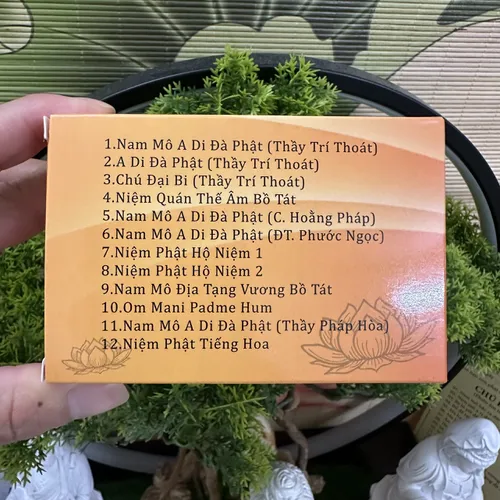 1.Nam Mô A Di Đà Phật (Thầy Trí Thoát)
2.A Di Đà Phật (Thầy Trí Thoát)
3.Chú Đại Bi (Thầy Trí Thoát)
4.Niệm Quán Thế Âm Bồ Tát
5.Nam Mô A Di Đà Phật (C. Hoằng Pháp)
6.Nam Mô A Di Đà Phật (ĐT. Phước Ngọc)
7.Niệm Phật Hộ Niệm 1
8.Niệm Phật Hộ Niệm 2
9.Nam Mô Địa Tạng Vương Bồ Tát
10.Om Mani Padme Hum
11.Nam Mô A Di Đà Phật (Thầy Pháp Hòa)
12.Niệm Phật Tiếng Hoa